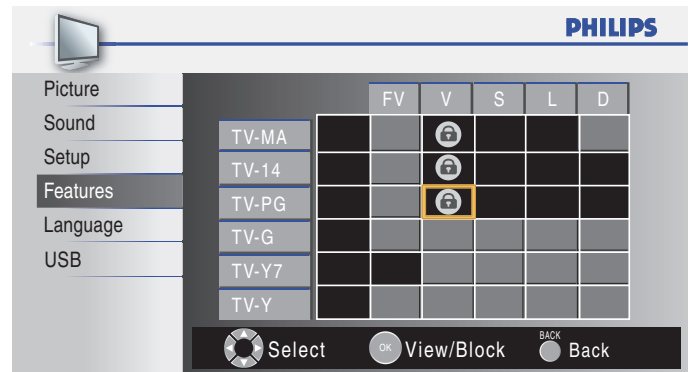 PHILIPS
Picture
Sound
Setup
Features
Language
USB
FV V S L D
TV-MA
TV-14
TV-PG
TV-G
TV-Y7
TV-Y
Select
OK View/Block
BACK Back